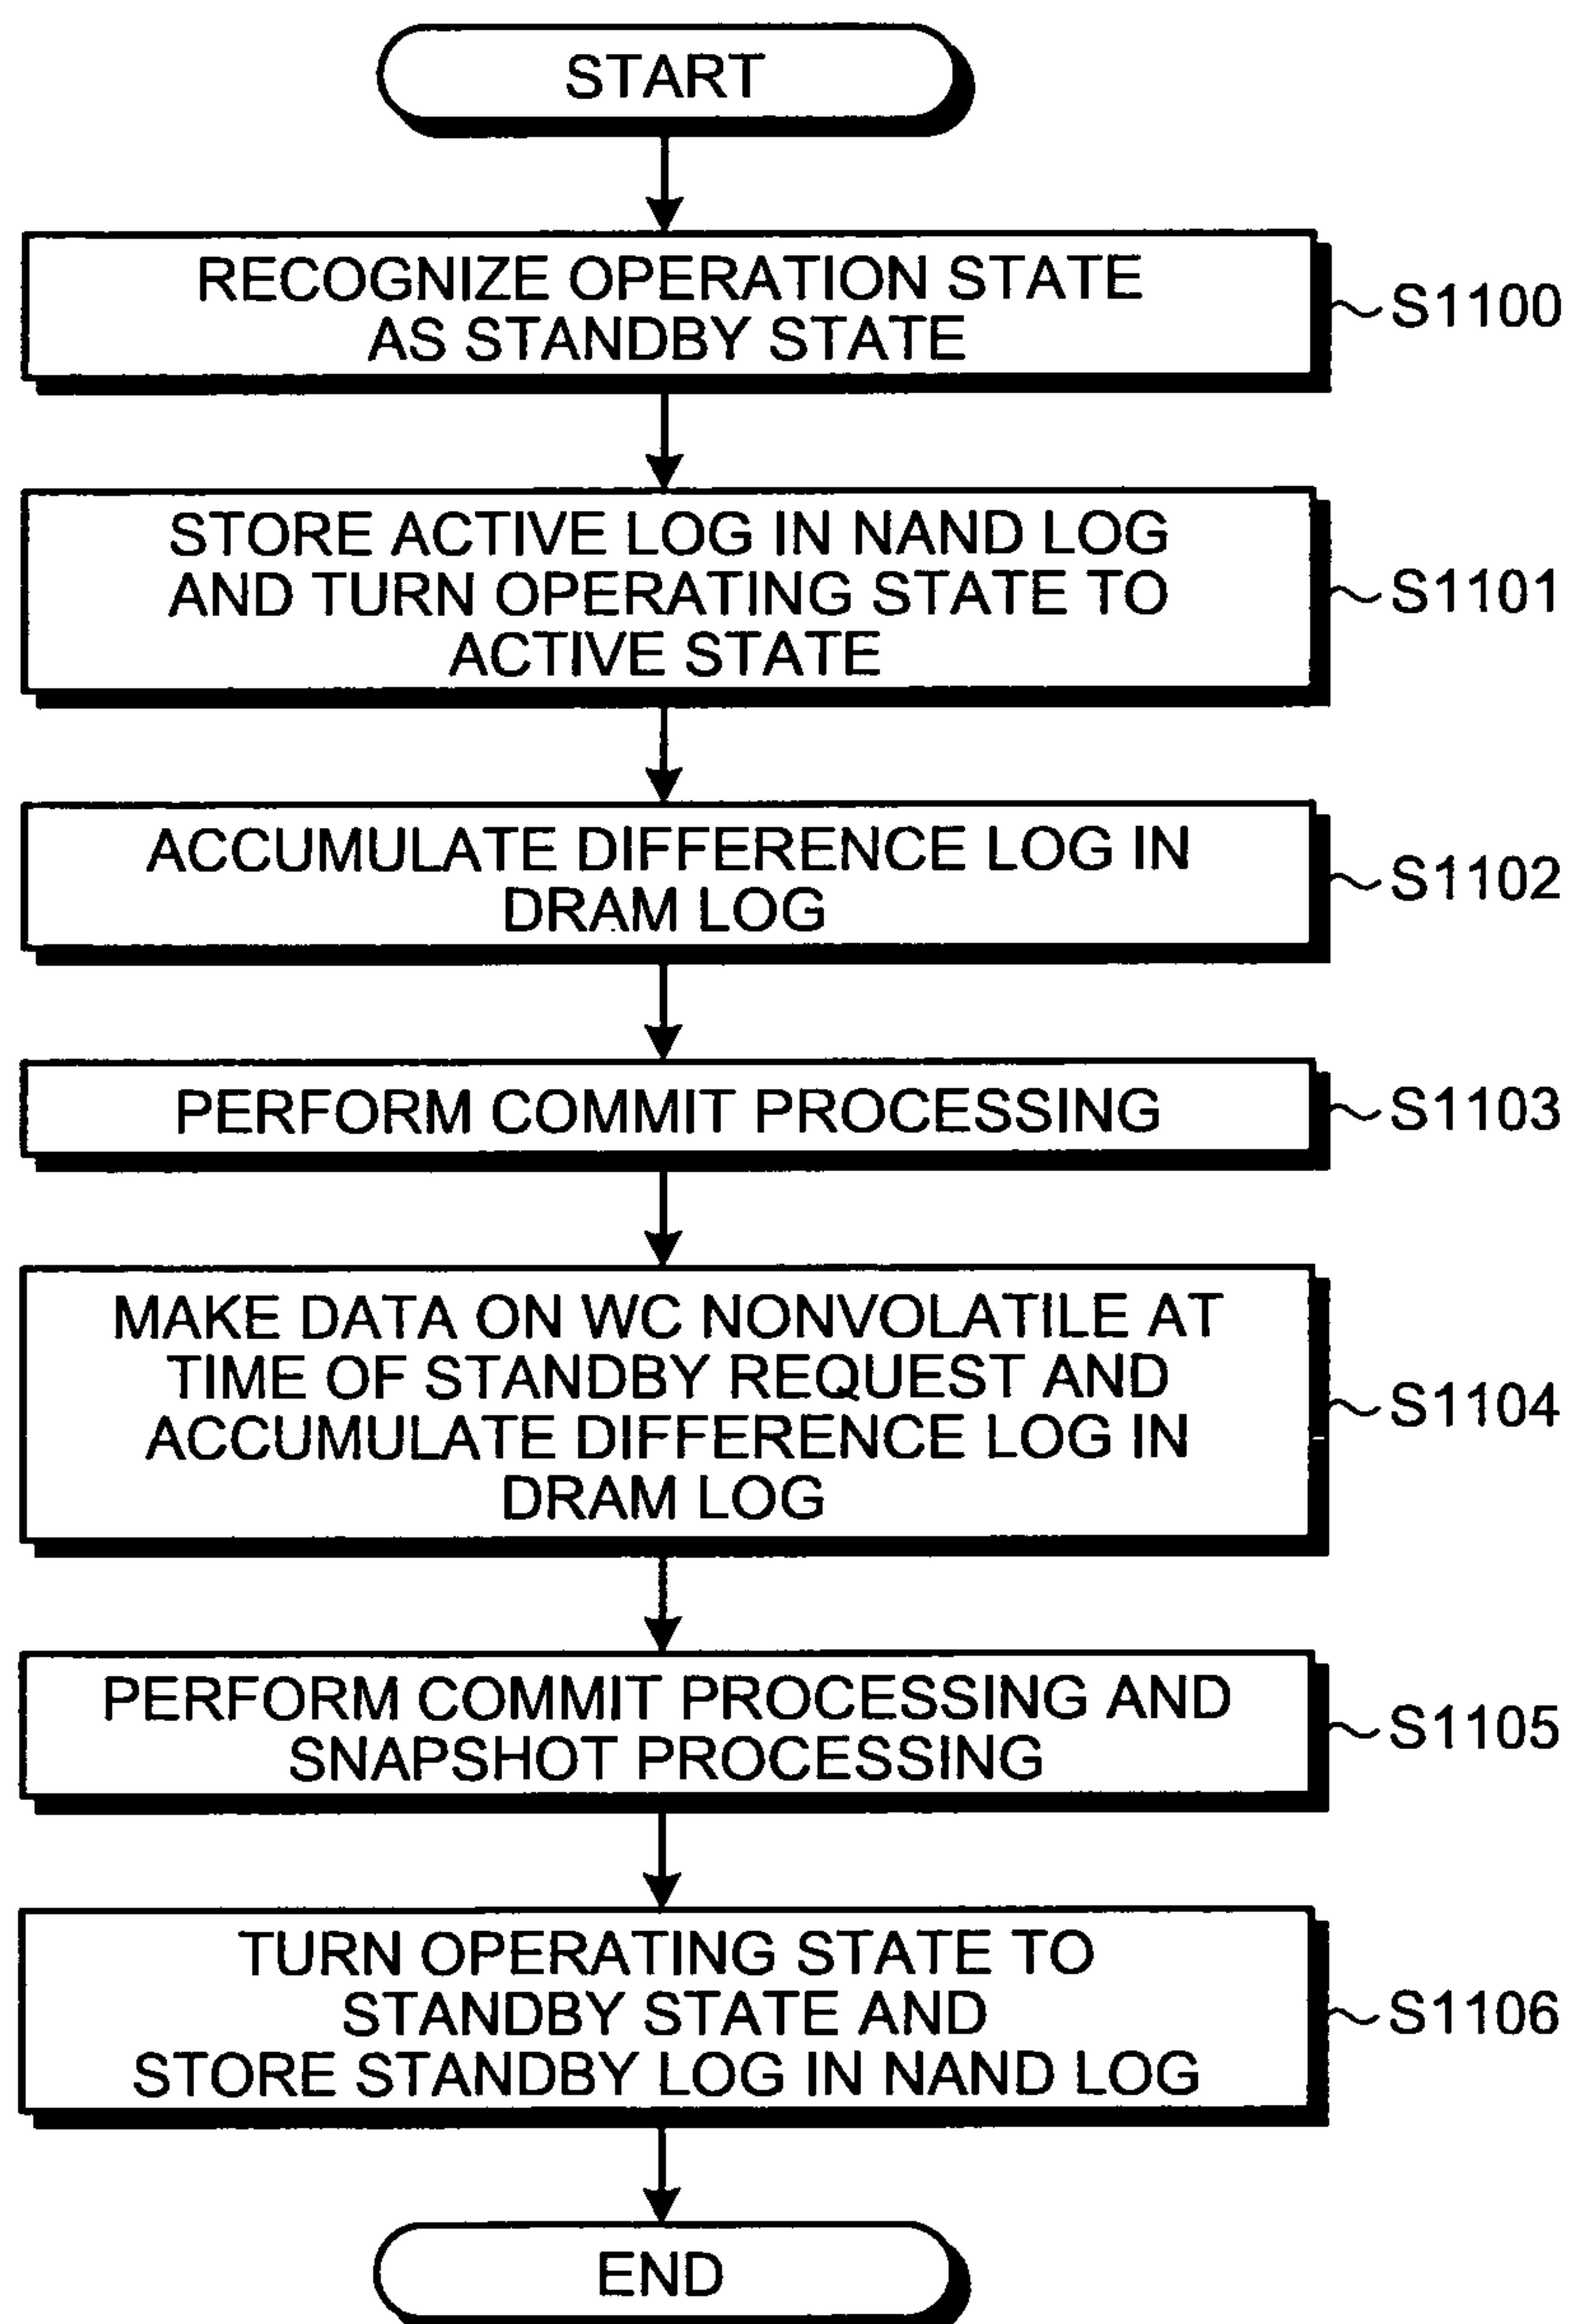 START
RECOGNIZE OPERATION STATE
AS STANDBY STATE
S1100
STORE ACTIVE LOG IN NAND LOG
AND TURN OPERATING STATE TO
ACTIVE STATE
S1101
ACCUMULATE DIFFERENCE LOG IN
DRAM LOG
S1102
PERFORM COMMIT PROCESSING
S1103
MAKE DATA ON WC NONVOLATILE AT
TIME OF STANDBY REQUEST AND
ACCUMULATE DIFFERENCE LOG IN
DRAM LOG
S1104
PERFORM COMMIT PROCESSING AND
SNAPSHOT PROCESSING
S1105
TURN OPERATING STATE TO
STANDBY STATE AND
STORE STANDBY LOG IN NAND LOG
S1106
END